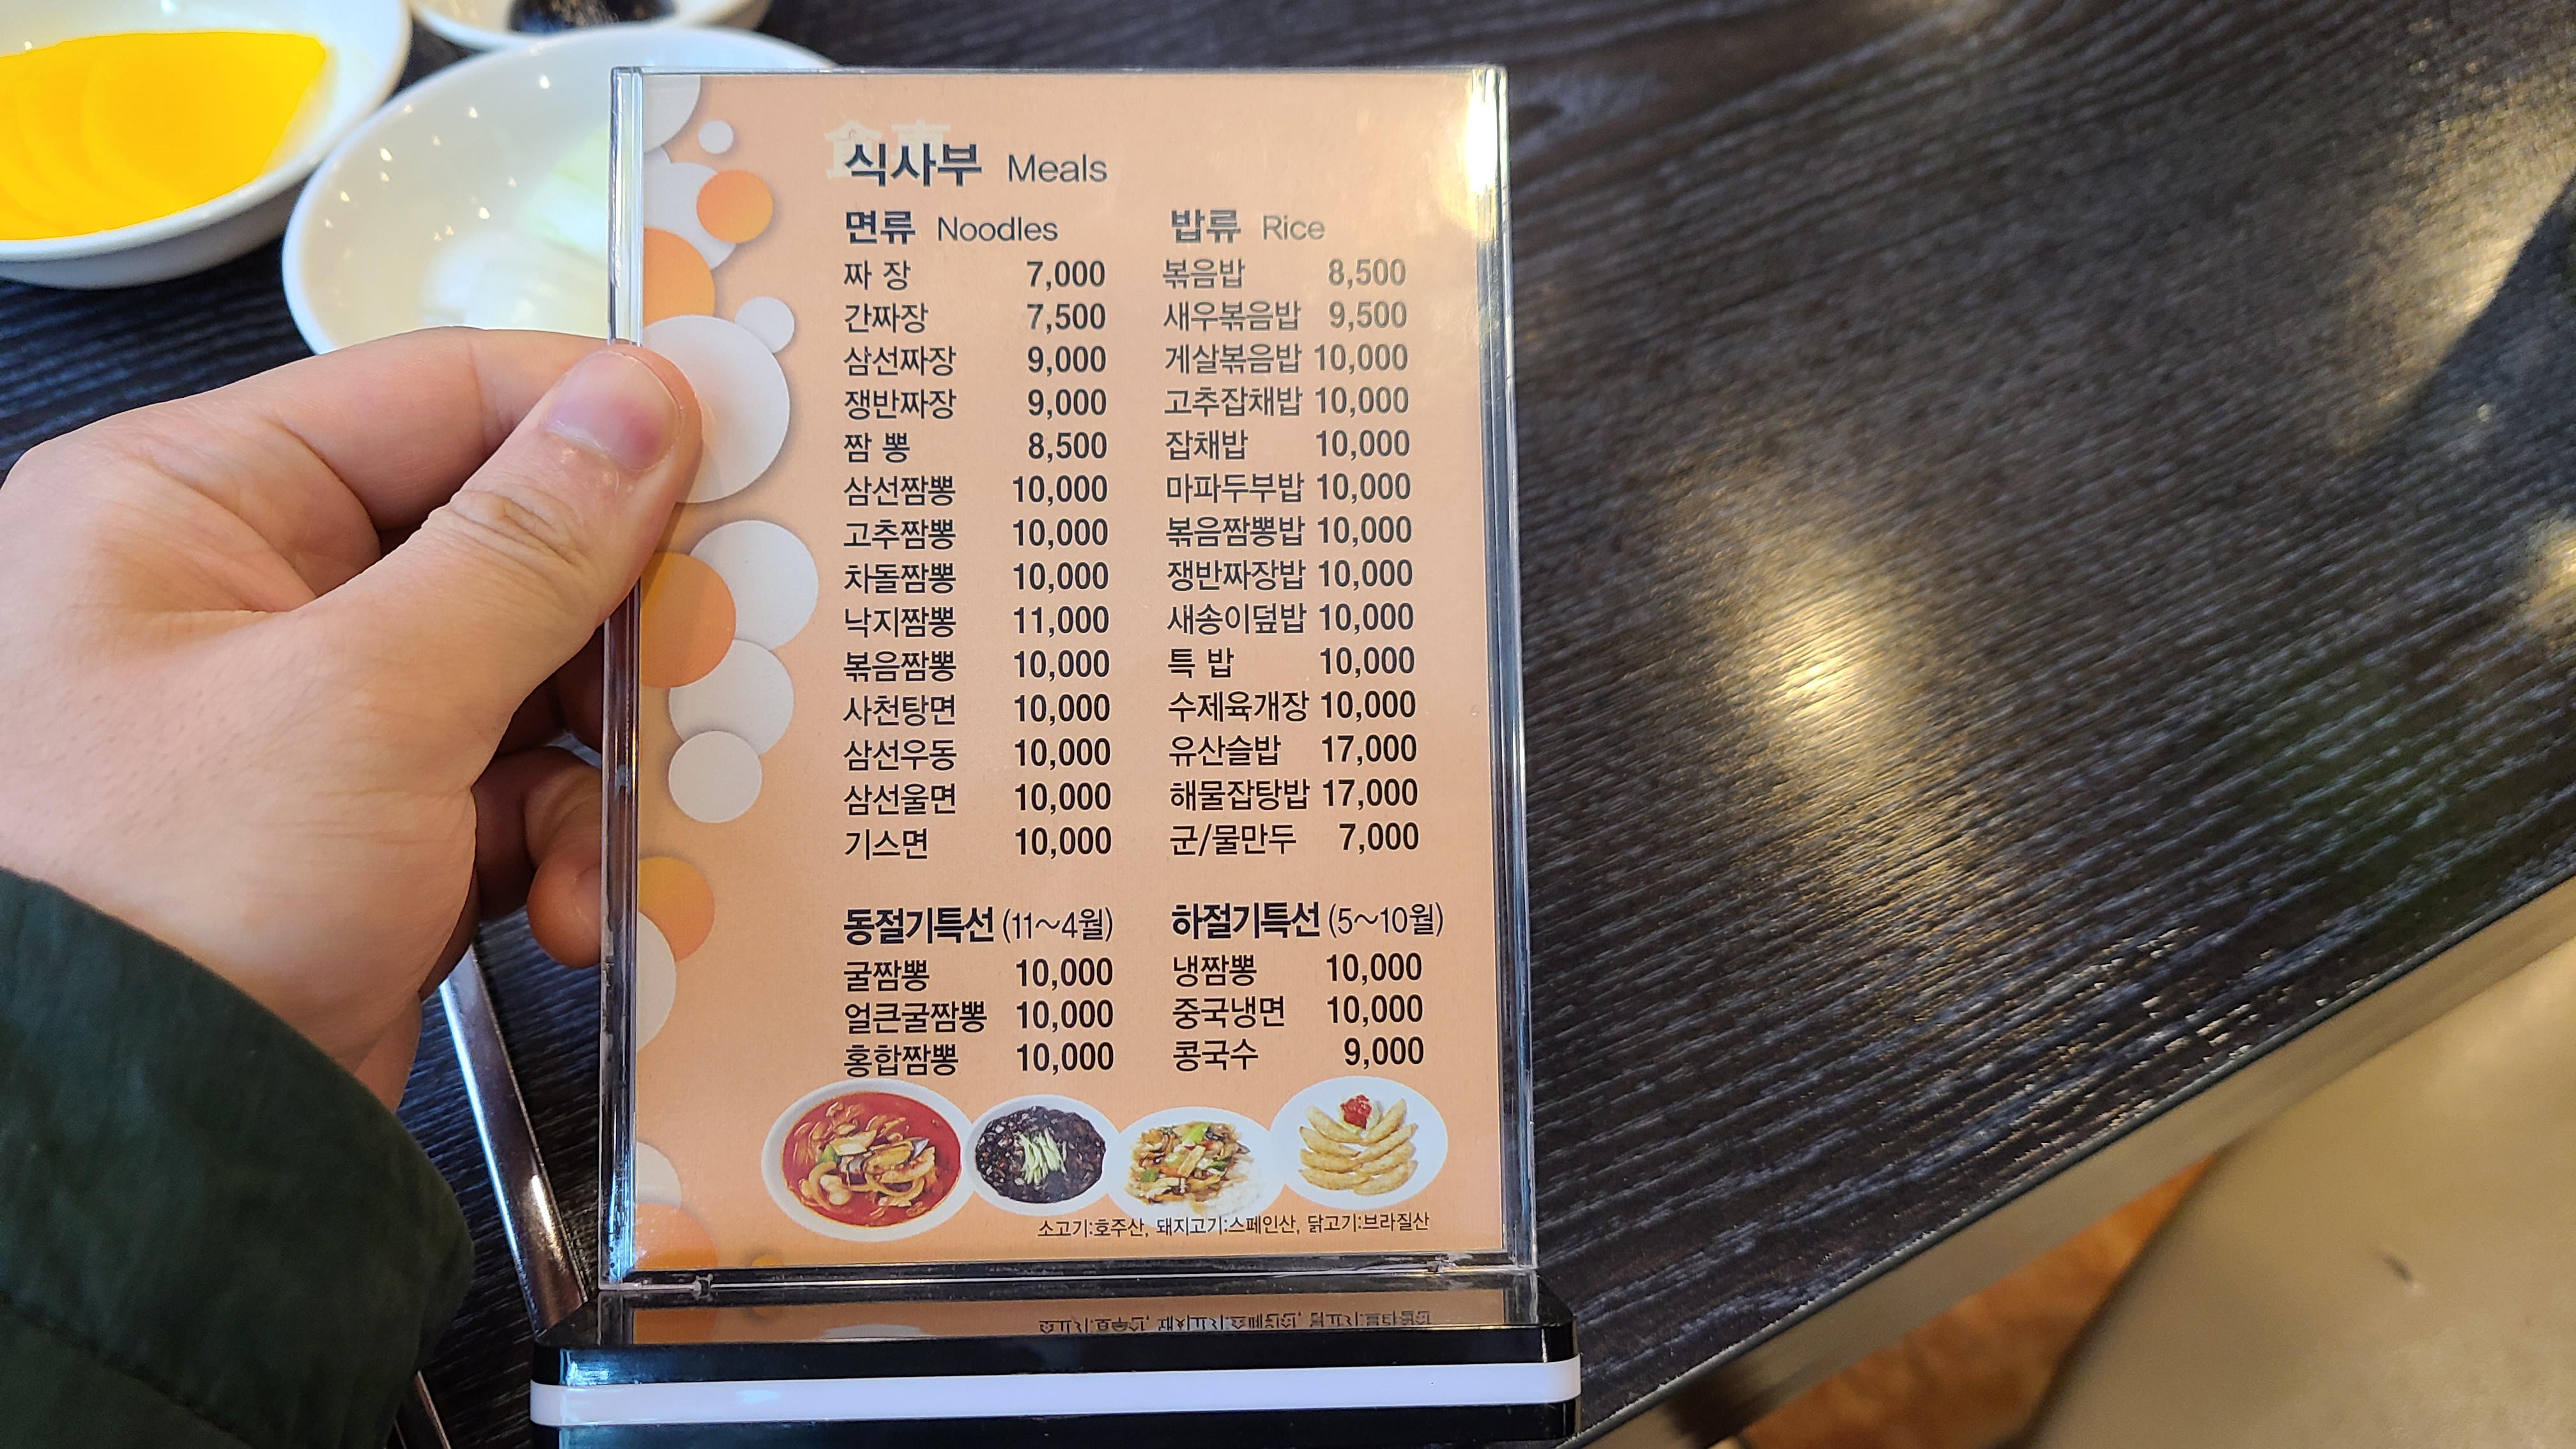 食事
식사부 Meals
면류 Noodles
짜 장 7,000
간짜장 7,500
삼선짜장 9,000
쟁반짜장 9,000
짬 뽕 8,500
삼선짬뽕 10,000
고추짬뽕 10,000
차돌짬뽕 10,000
낙지짬뽕 11,000
볶음짬뽕 10,000
사천탕면 10,000
삼선우동 10,000
삼선울면 10,000
기스면 10,000
밥류 Rice
볶음밥 8,500
새우볶음밥 9,500
게살볶음밥 10,000
고추잡채밥 10,000
잡채밥 10,000
마파두부밥 10,000
볶음짬뽕밥 10,000
쟁반짜장밥 10,000
새송이덮밥 10,000
특 밥 10,000
수제육개장 10,000
유산슬밥 17,000
해물잡탕밥 17,000
군/물만두 7,000
동절기특선 (11~4월)
굴짬뽕 10,000
얼큰굴짬뽕 10,000
홍합짬뽕 10,000
하절기특선 (5~10월)
냉짬뽕 10,000
중국냉면 10,000
콩국수 9,000
소고기:호주산, 돼지고기:스페인산, 닭고기:브라질산